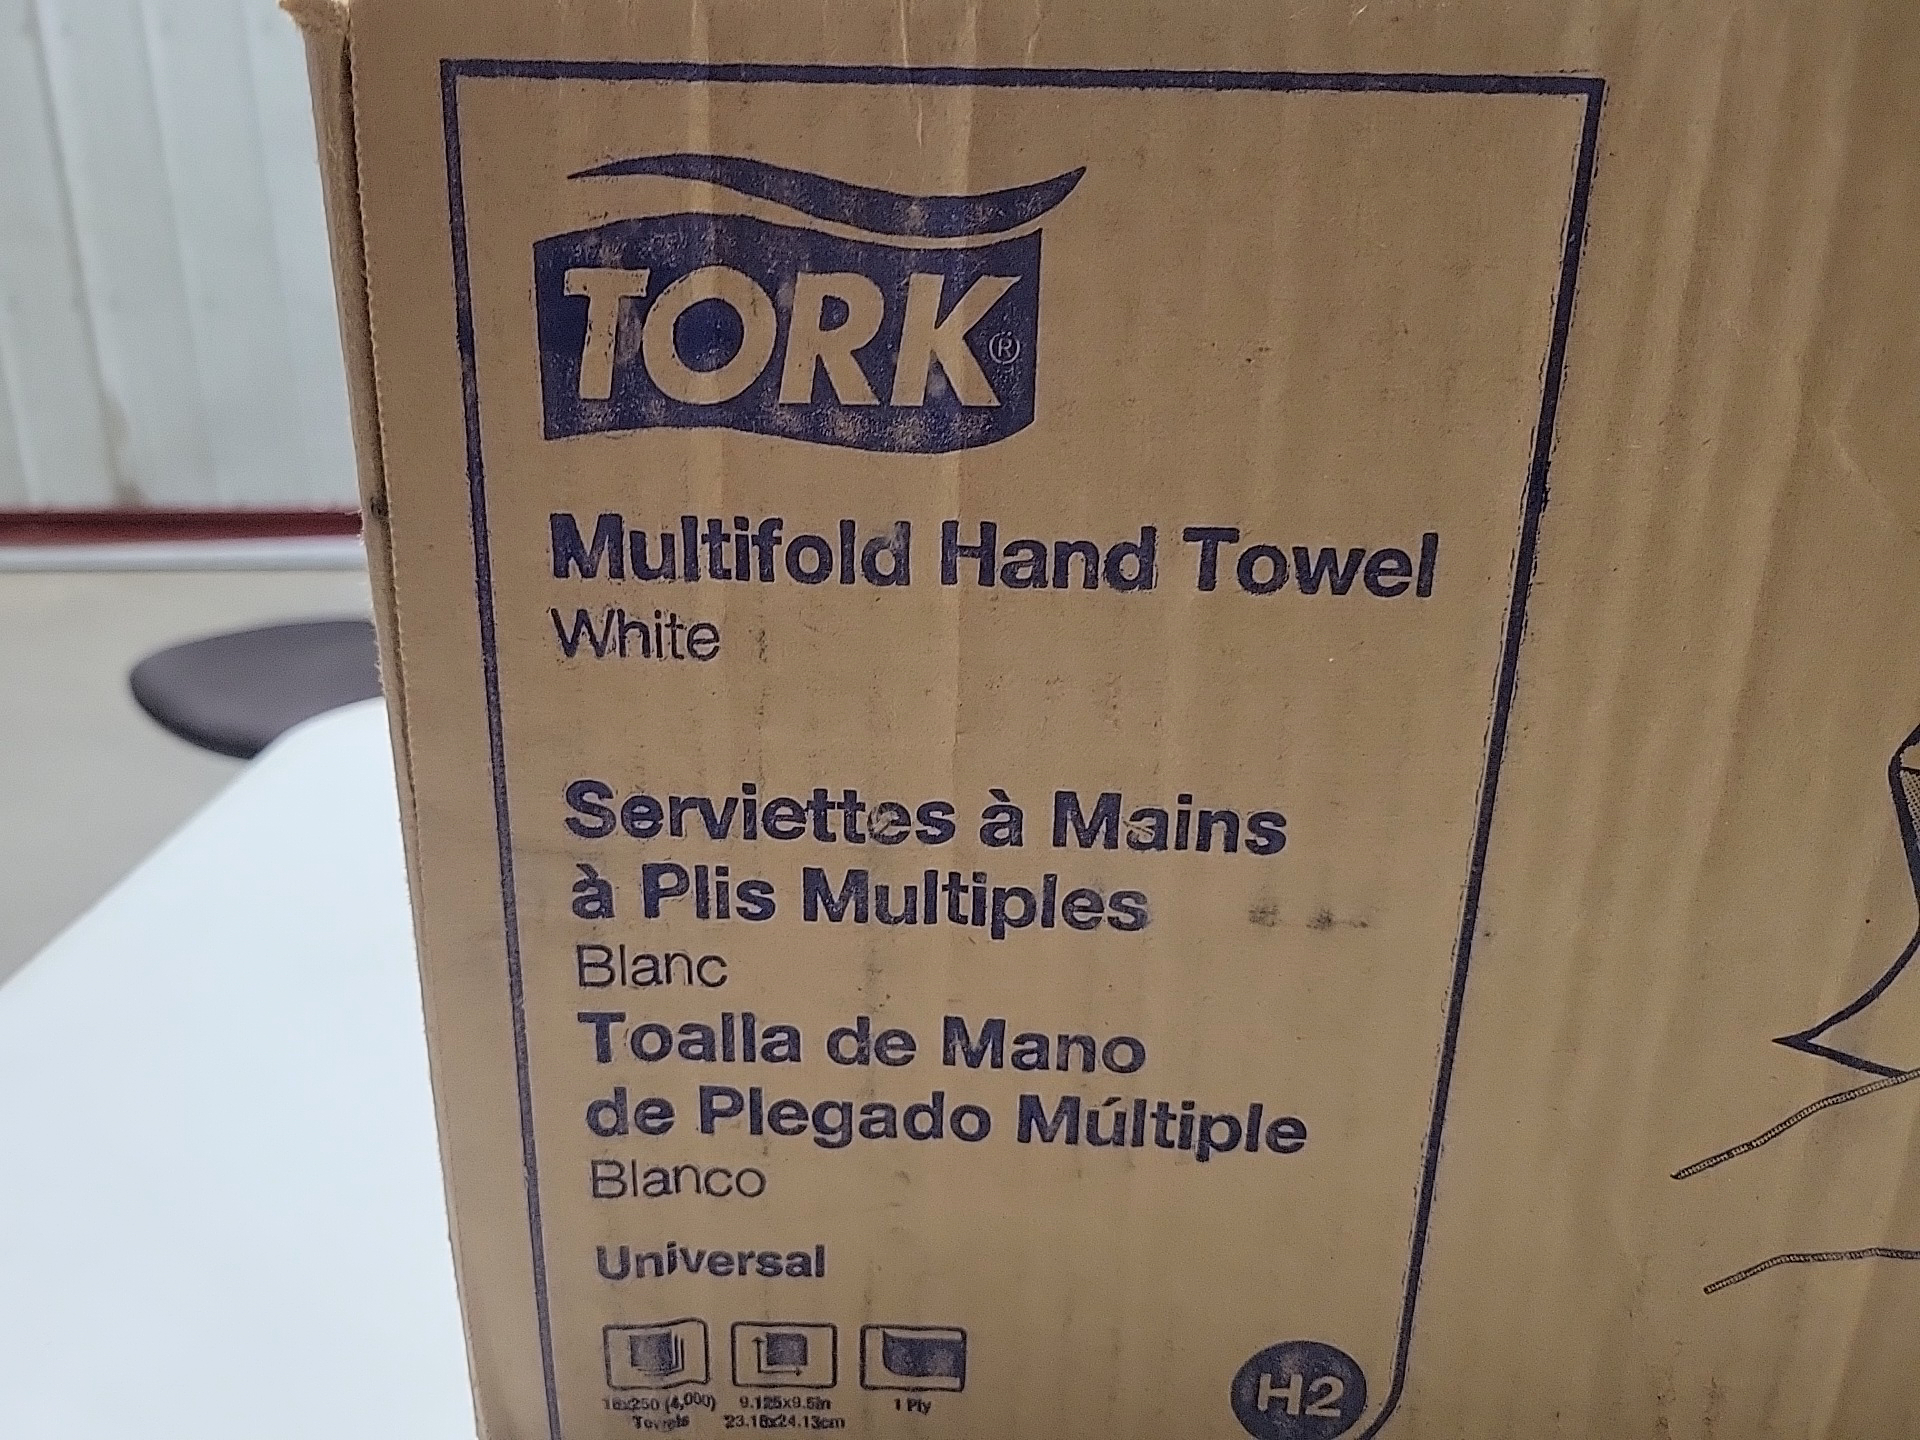 TORK®
Multifold Hand Towel
White
Serviettes à Mains
à Plis Multiples
Blanc
Toalla de Mano
de Plegado Múltiple
Blanco
Universal
16x250 (4,000)
Towels
9.125x9.5in
23.18x24.13cm
1 Ply
H2